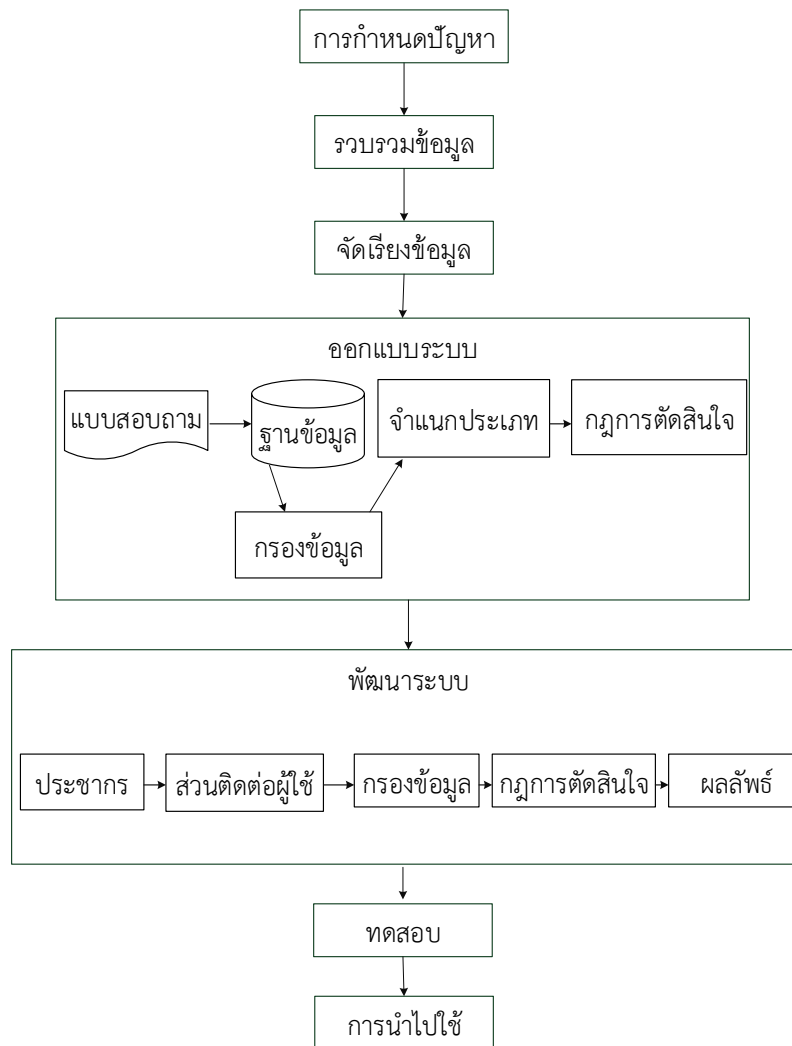 การกำหนดปัญหา
รวบรวมข้อมูล
จัดเรียงข้อมูล
ออกแบบระบบ
แบบสอบถาม
ฐานข้อมูล
จำแนกประเภท
กฎการตัดสินใจ
กรองข้อมูล
พัฒนาระบบ
ประชากร
ส่วนติดต่อผู้ใช้
กรองข้อมูล
กฎการตัดสินใจ
ผลลัพธ์
ทดสอบ
การนำไปใช้